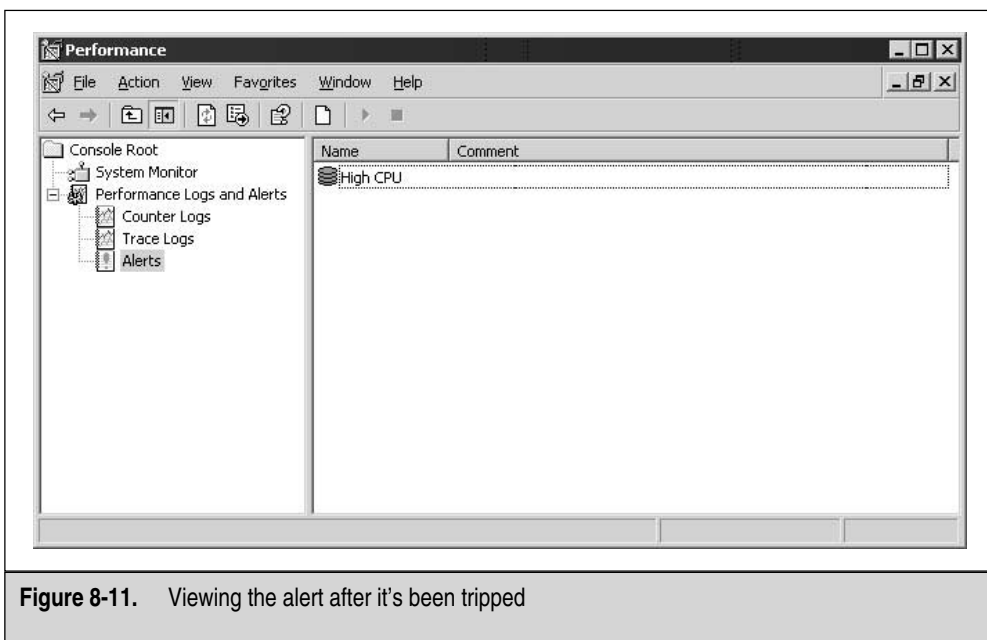 Performance
File Action View Favorites Window Help
Console Root
System Monitor
Performance Logs and Alerts
Counter Logs
Trace Logs
Alerts
Name Comment
High CPU
Figure 8-11. Viewing the alert after it's been tripped